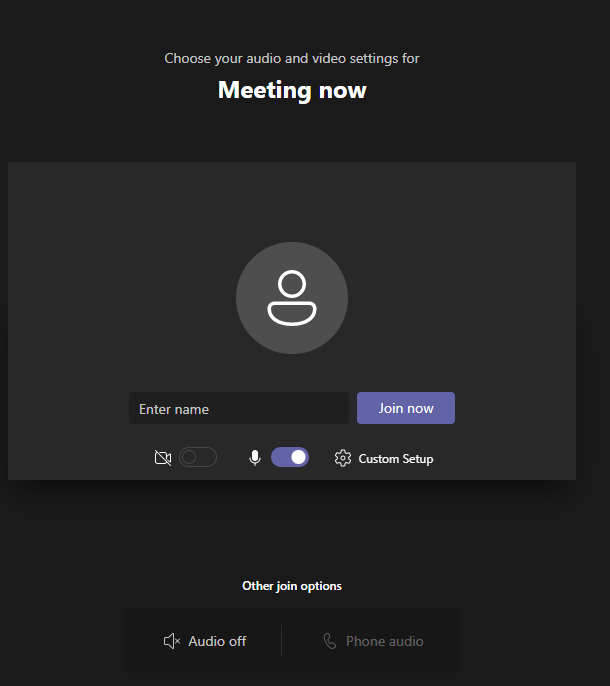 Choose your audio and video settings for
Meeting now
Enter name
Join now
Custom Setup
Other join options
Audio off
Phone audio